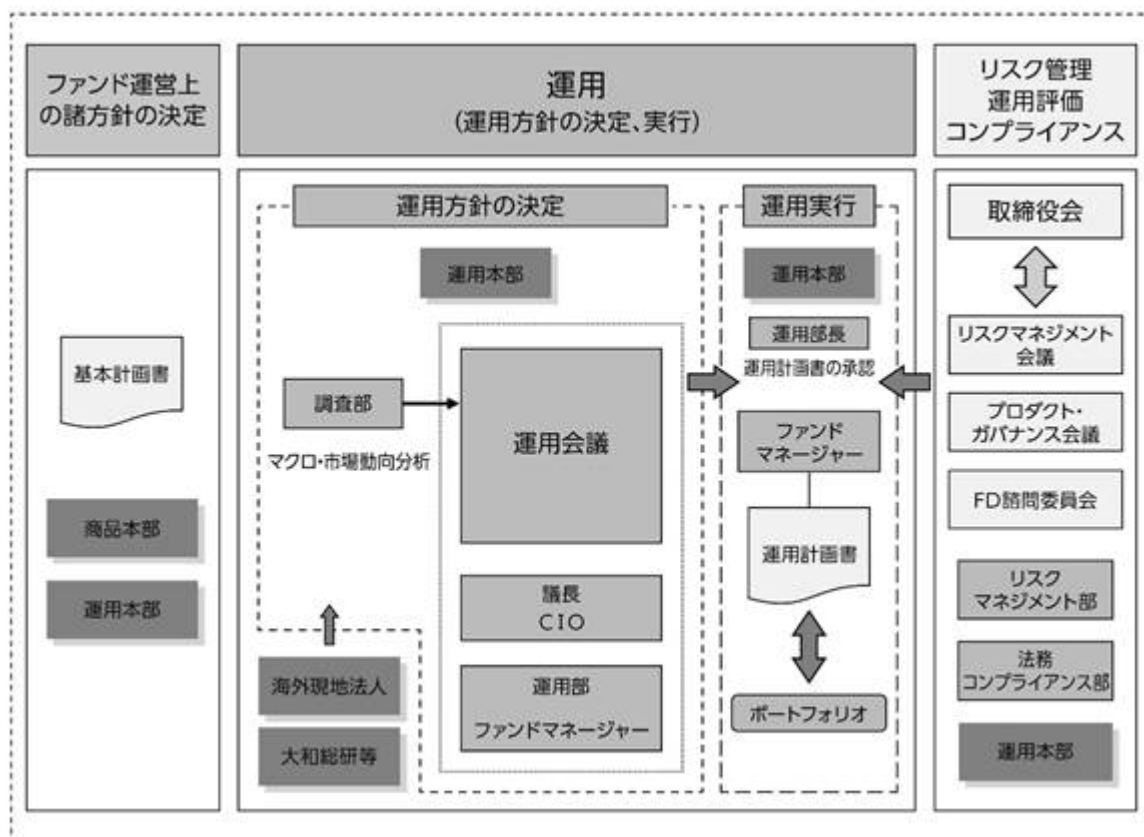 ファンド運営上
の諸方針の決定
運用
(運用方針の決定、実行)
リスク管理
運用評価
コンプライアンス
基本計画書
商品本部
運用本部
運用方針の決定
運用本部
調査部
マクロ・市場動向分析
運用会議
議長
CIO
運用部
ファンドマネージャー
海外現地法人
大和総研等
運用実行
運用本部
運用部長
運用計画書の承認
ファンド
マネージャー
運用計画書
ポートフォリオ
取締役会
リスクマネジメント
会議
プロダクト・
ガバナンス会議
FD諮問委員会
リスク
マネジメント部
法務
コンプライアンス部
運用本部